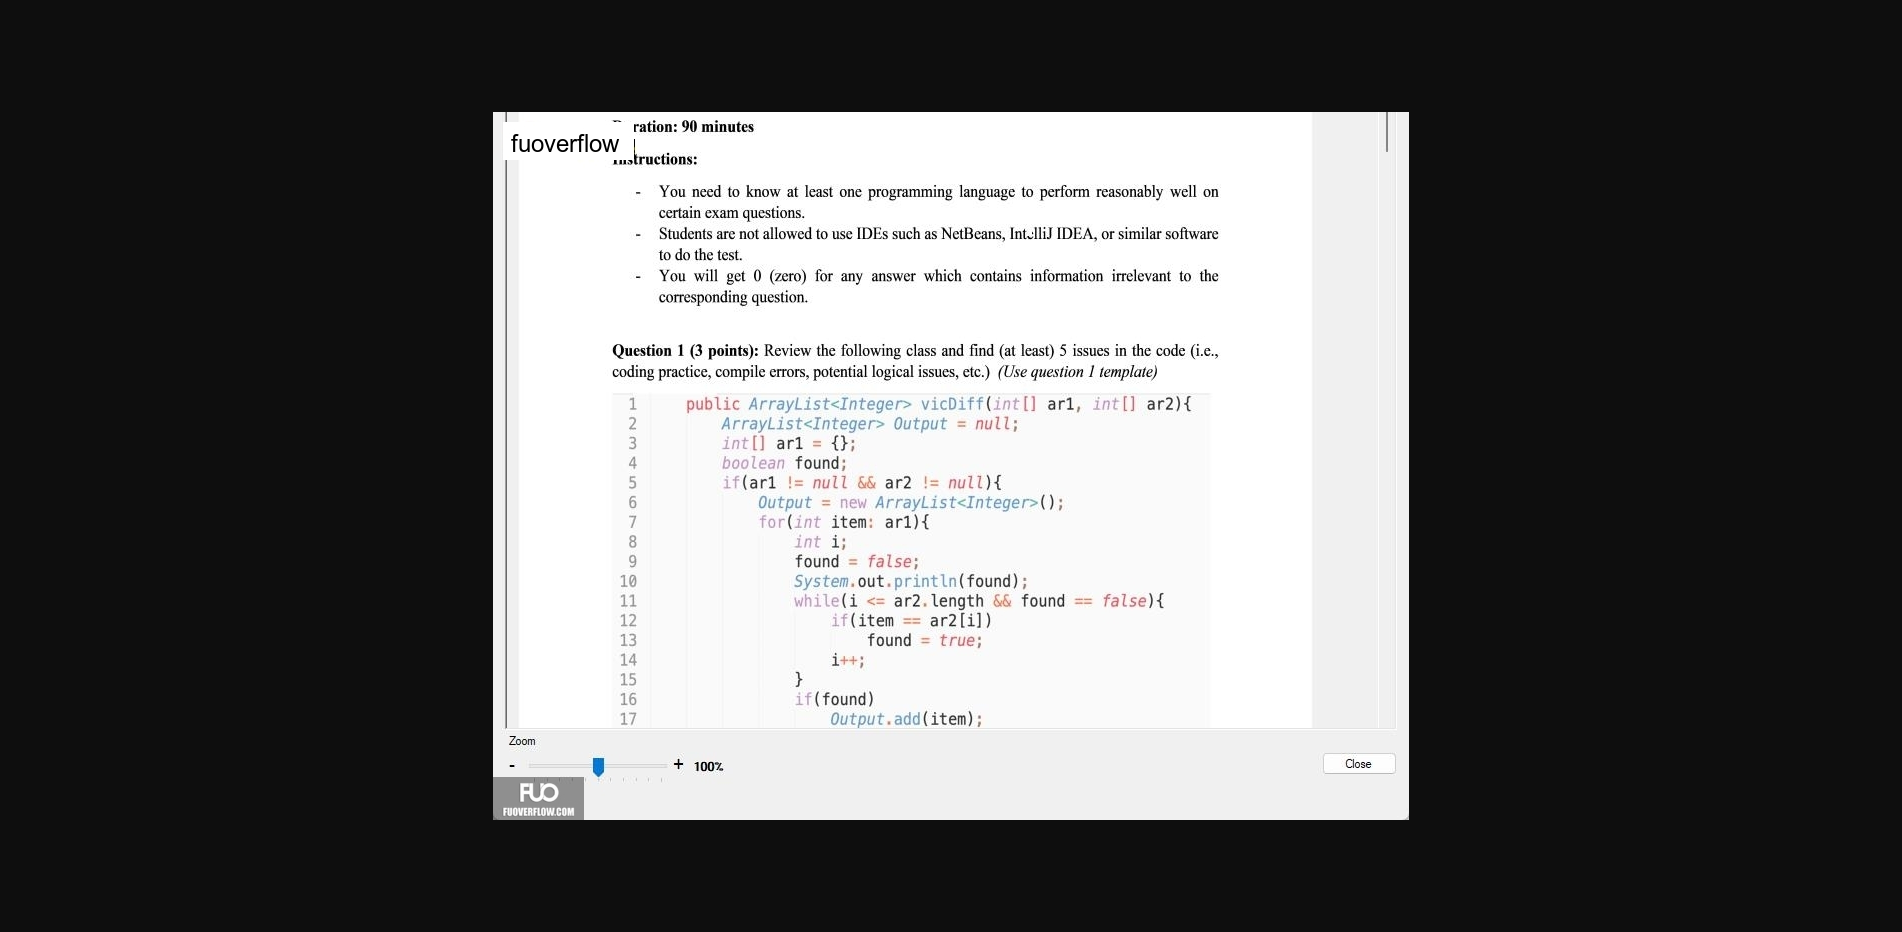 ration: 90 minutes
fuoverflow
Instructions:
- You need to know at least one programming language to perform reasonably well on
certain exam questions.
- Students are not allowed to use IDEs such as NetBeans, IntelliJ IDEA, or similar software
to do the test.
- You will get 0 (zero) for any answer which contains information irrelevant to the
corresponding question.
Question 1 (3 points): Review the following class and find (at least) 5 issues in the code (i.e.,
coding practice, compile errors, potential logical issues, etc.) (Use question 1 template)
1 public ArrayList<Integer> vicDiff(int[] ar1, int[] ar2){
2 ArrayList<Integer> Output = null;
3 int[] ar1 = {};
4 boolean found;
5 if(ar1 != null && ar2 != null){
6 Output = new ArrayList<Integer>();
7 for(int item: ar1){
8 int i;
9 found = false;
10 System.out.println(found);
11 while(i <= ar2.length && found == false){
12 if(item == ar2[i])
13 found = true;
14 i++;
15 }
16 if(found)
17 Output.add(item);
Zoom
- + 100%
Close
FUO
FUOVERFLOW.COM